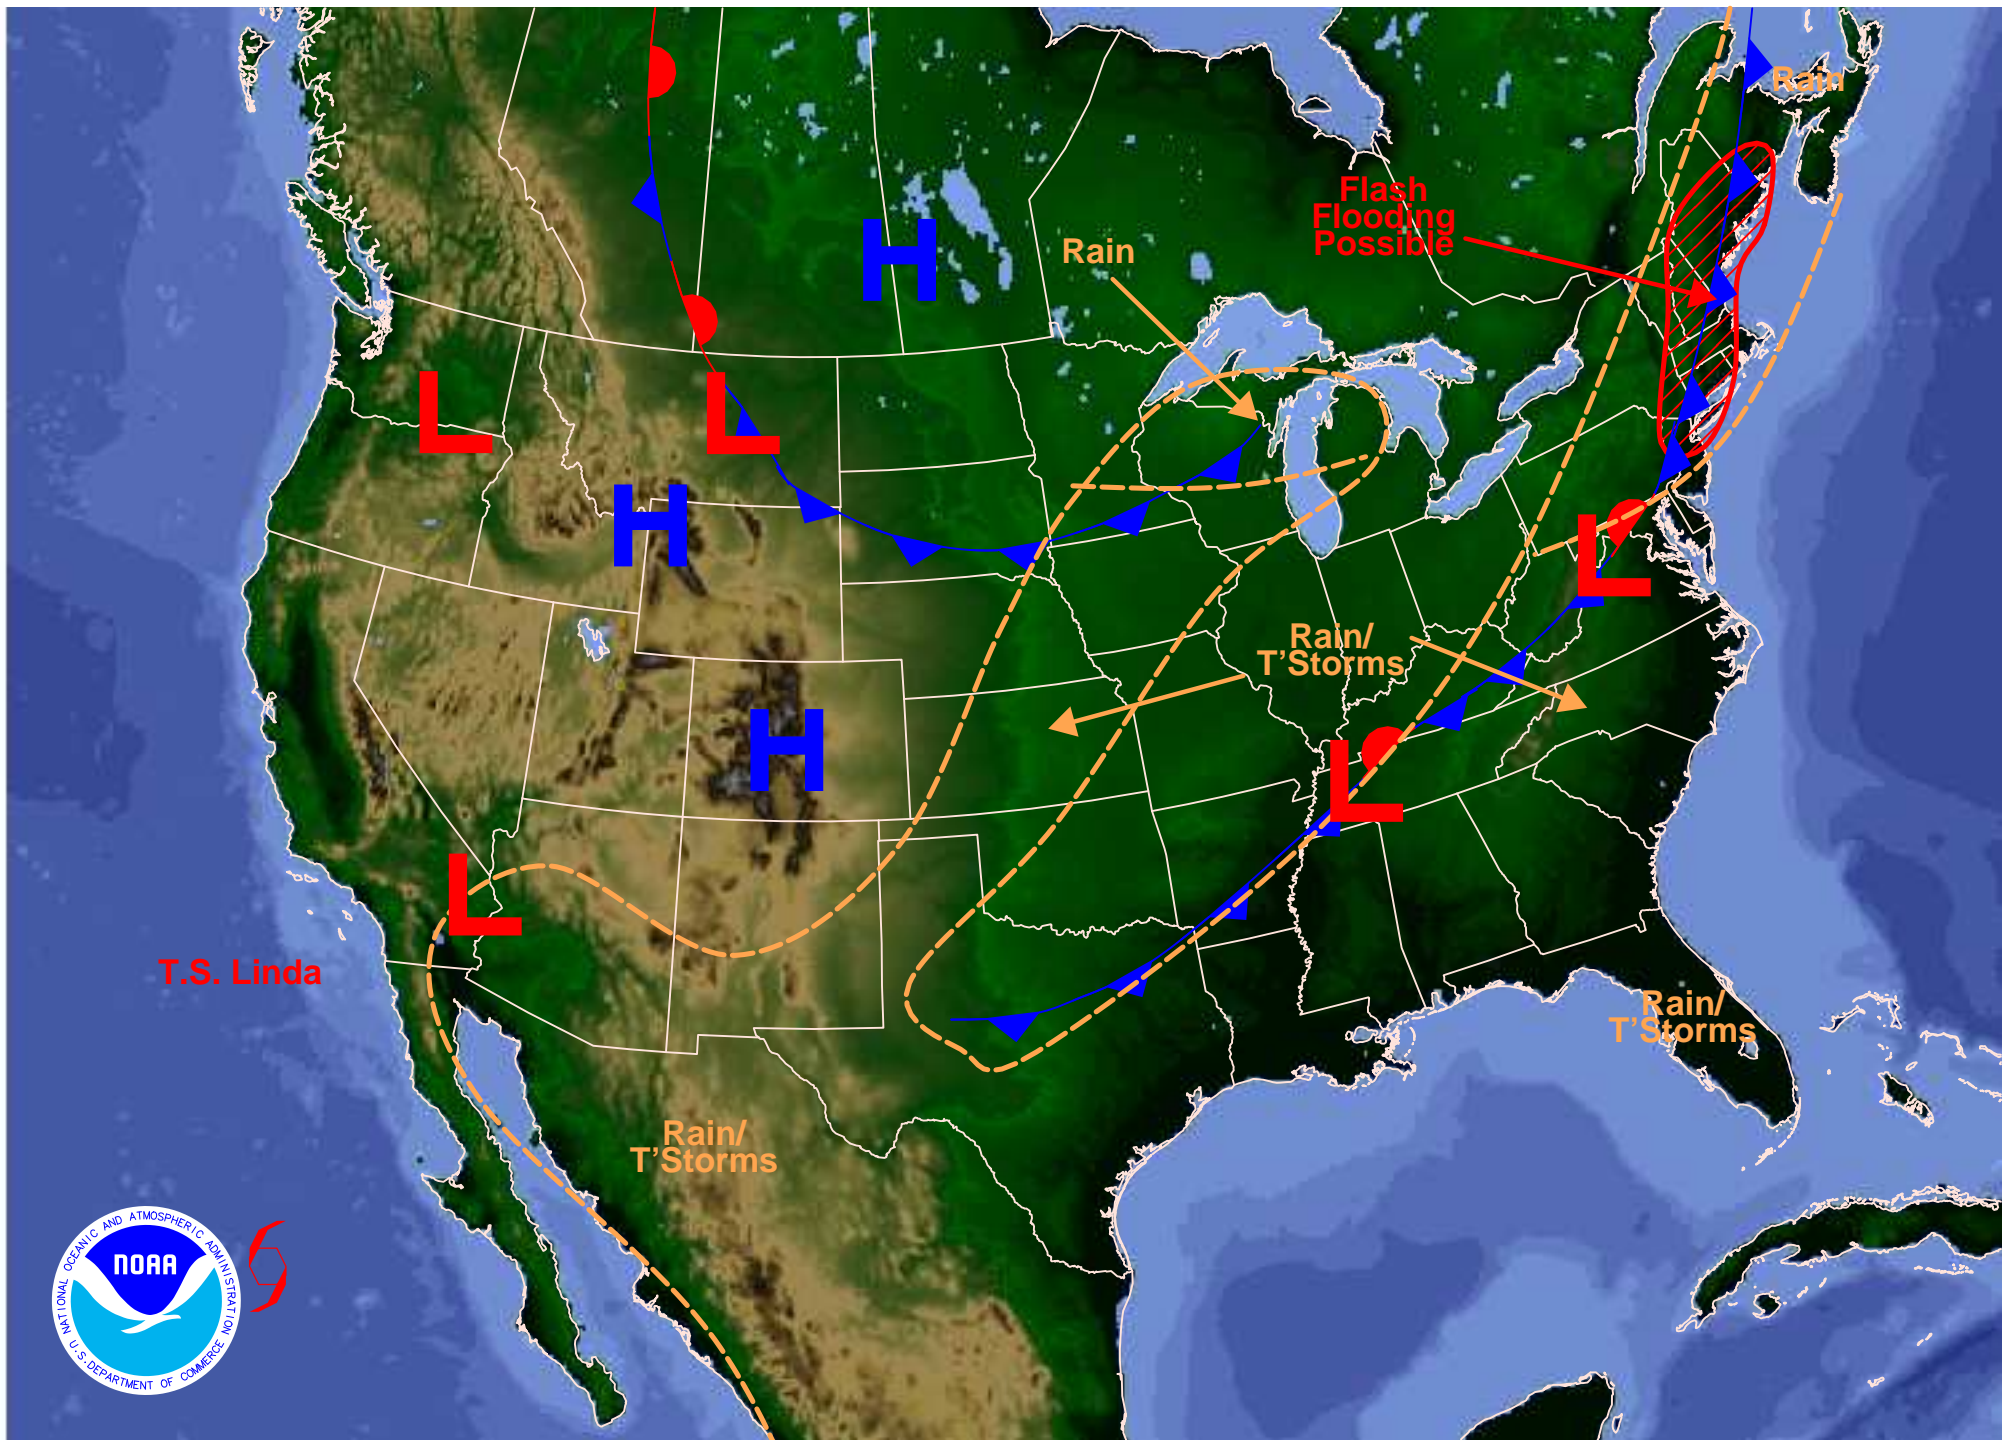 Rain
Flash
Flooding
Possible
Rain
H
L
L
H
L
Rain/
T'Storms
H
L
L
T.S. Linda
Rain/
T'Storms
Rain/
T'Storms
NATIONAL OCEANIC AND ATMOSPHERIC ADMINISTRATION
NOAA
U.S. DEPARTMENT OF COMMERCE